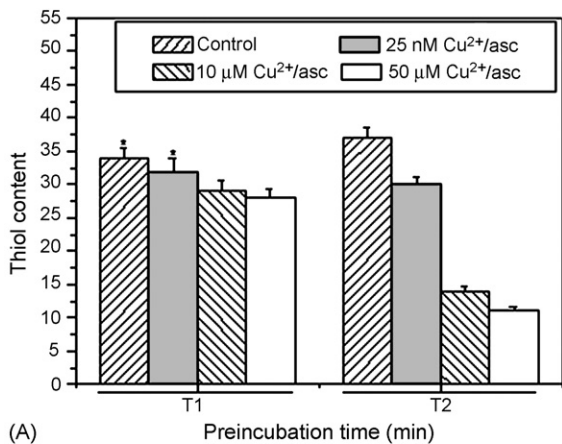 55
50
45
40
35
30
25
20
15
10
5
0
Thiol content
Control
25 nM Cu²⁺/asc
10 μM Cu²⁺/asc
50 μM Cu²⁺/asc
* *
T1 T2
(A) Preincubation time (min)